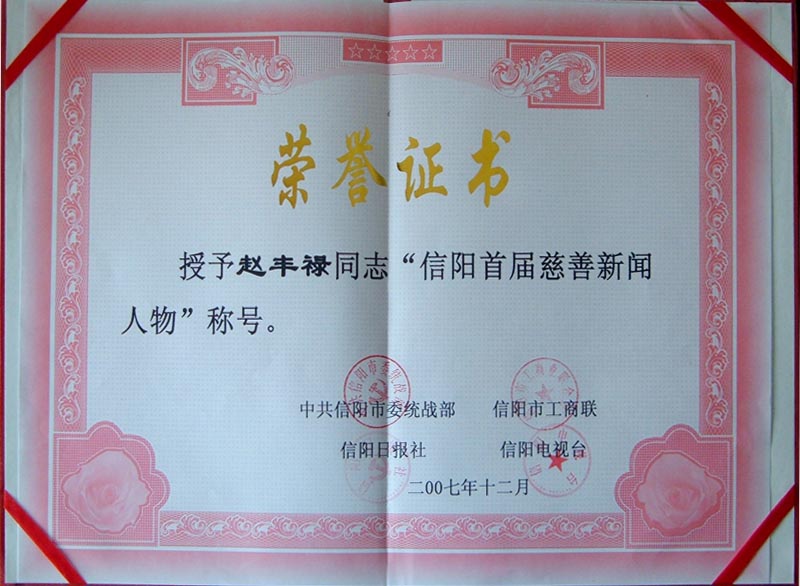 荣誉证书
授予赵丰禄同志“信阳首届慈善新闻
人物”称号。
中共信阳市委统战部 信阳市工商联
信阳日报社 信阳电视台
二00七年十二月